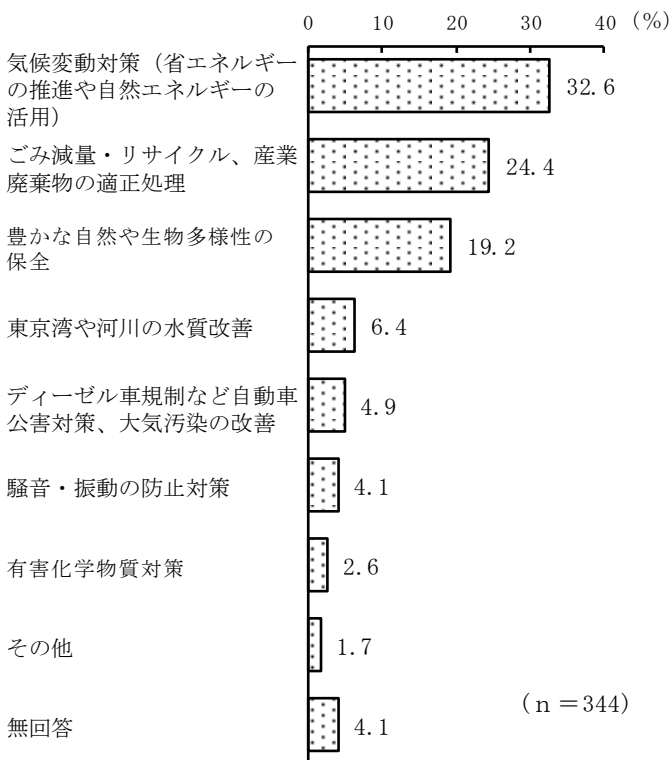 0 10 20 30 40 (%)
気候変動対策（省エネルギー
の推進や自然エネルギーの
活用）
32.6
ごみ減量・リサイクル、産業
廃棄物の適正処理
24.4
豊かな自然や生物多様性の
保全
19.2
東京湾や河川の水質改善
6.4
ディーゼル車規制など自動車
公害対策、大気汚染の改善
4.9
騒音・振動の防止対策
4.1
有害化学物質対策
2.6
その他
1.7
無回答
4.1
(ｎ＝344)